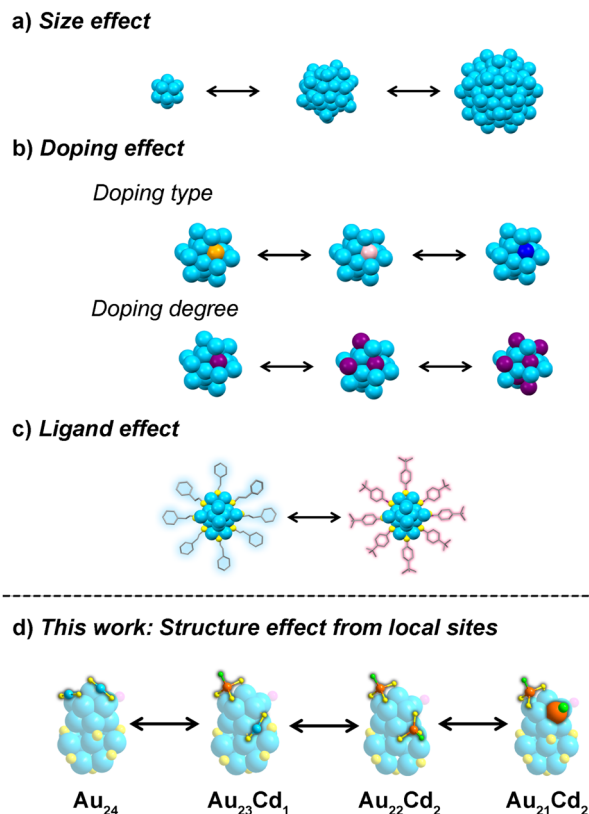 a) Size effect
b) Doping effect
Doping type
Doping degree
c) Ligand effect
d) This work: Structure effect from local sites
Au₂₄ Au₂₃Cd₁ Au₂₂Cd₂ Au₂₁Cd₂